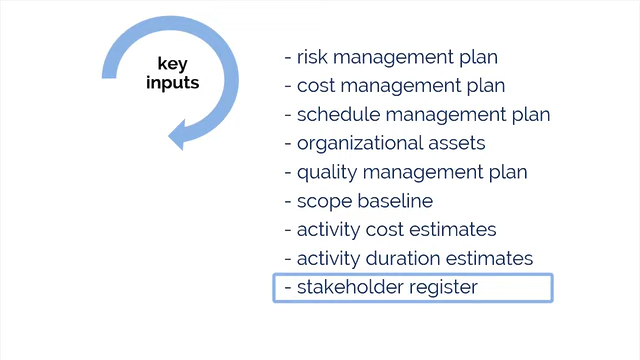 key
inputs
- risk management plan
- cost management plan
- schedule management plan
- organizational assets
- quality management plan
- scope baseline
- activity cost estimates
- activity duration estimates
- stakeholder register